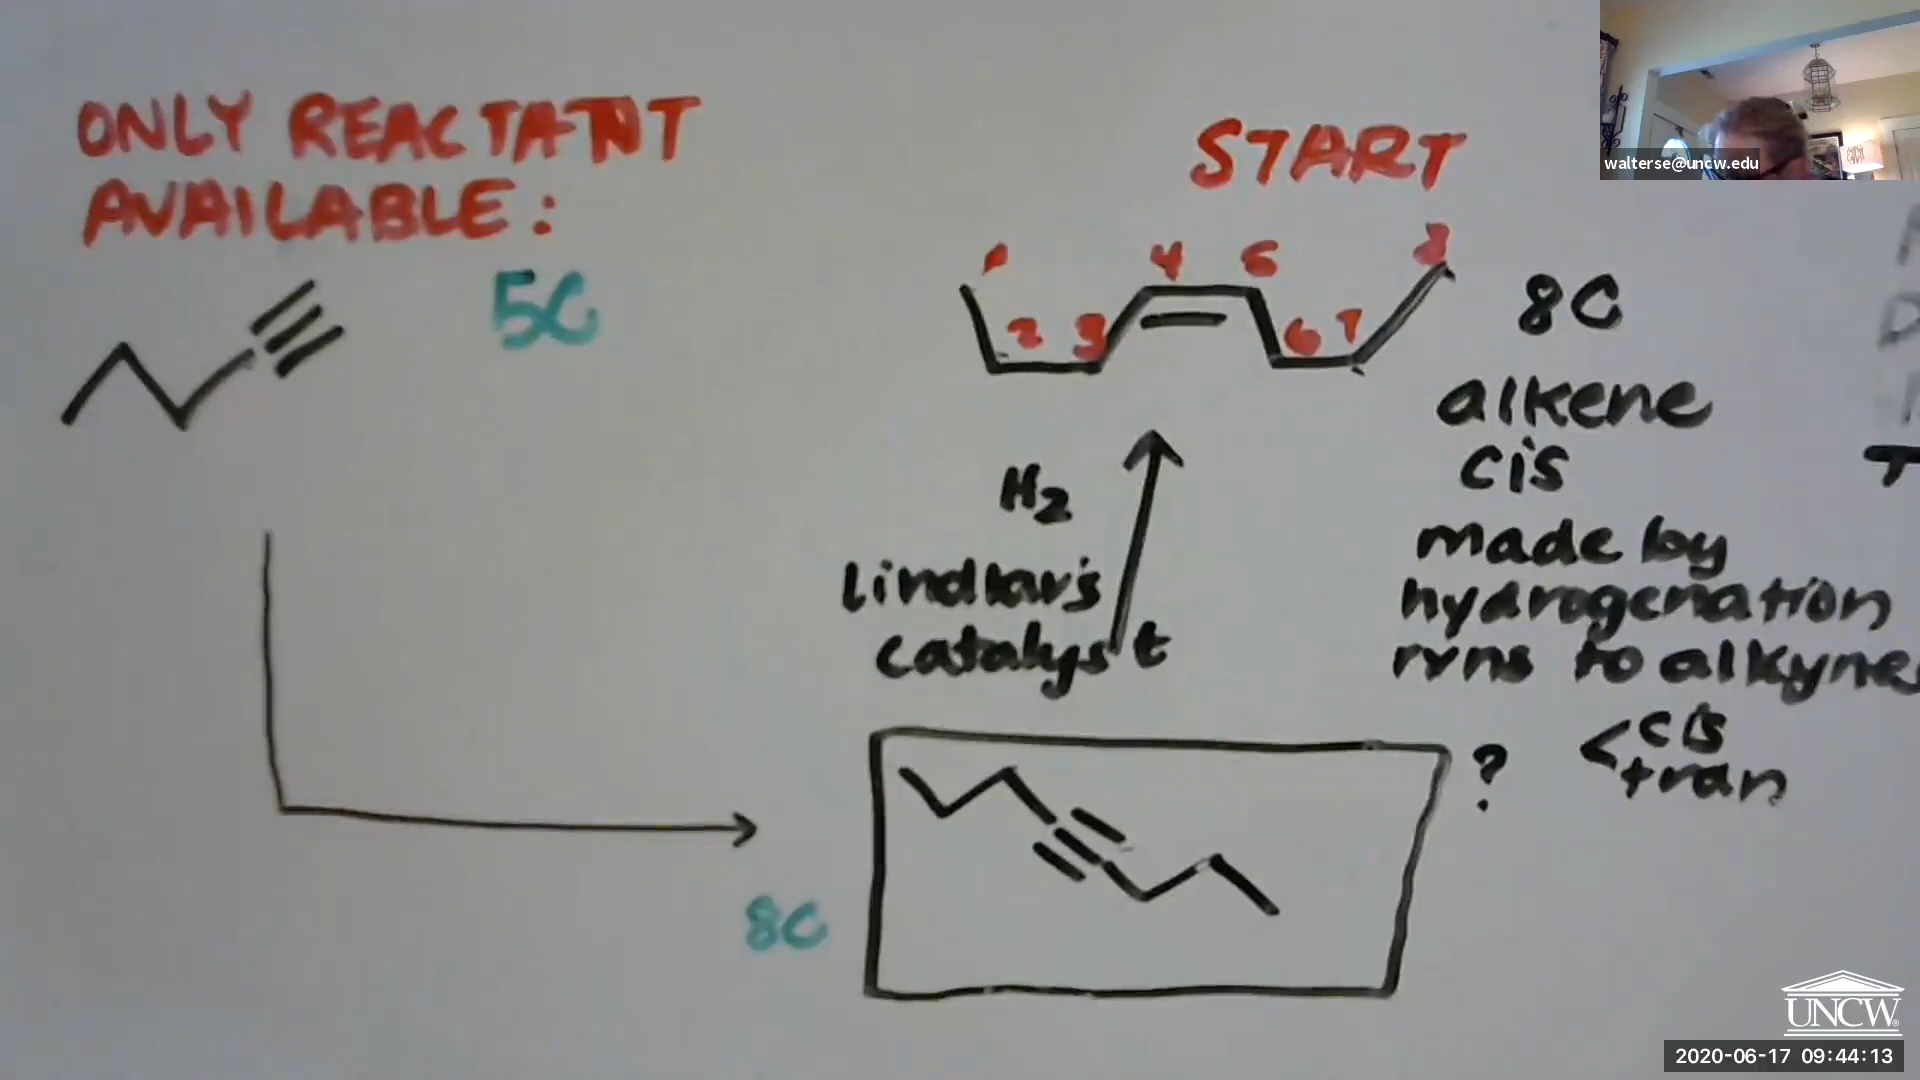 ONLY REACTANT
AVAILABLE:
5C
START
1 2 3 4 5 6 7 8
8C
alkene
cis
made by
hydrogenation
rxns to alkynes
cis
tran
H2
Lindlar's
catalyst
?
8C
walterse@uncw.edu
UNCW
2020-06-17 09:44:13